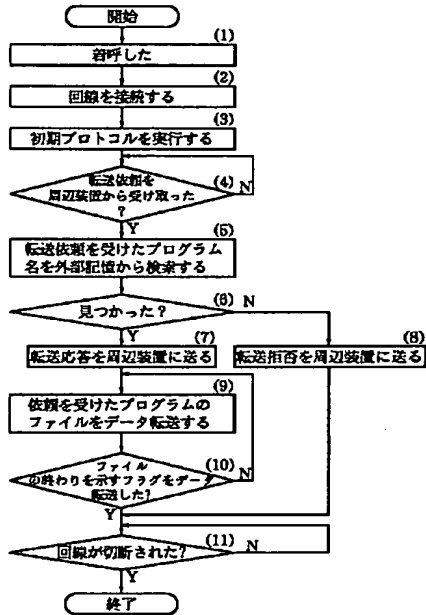 開始
(1)
着呼した
(2)
回線を接続する
(3)
初期プロトコルを実行する
転送依頼を
周辺装置から受け取った
?
(4)
N
Y
(5)
転送依頼を受けたプログラム
名を外部記憶から検索する
見つかった?
(6)
N
Y
(7)
転送応答を周辺装置に送る
(8)
転送拒否を周辺装置に送る
(9)
依頼を受けたプログラムの
ファイルをデータ転送する
ファイル
の終わりを示すフラグをデータ
転送した?
(10)
N
Y
回線が切断された?
(11)
N
Y
終了